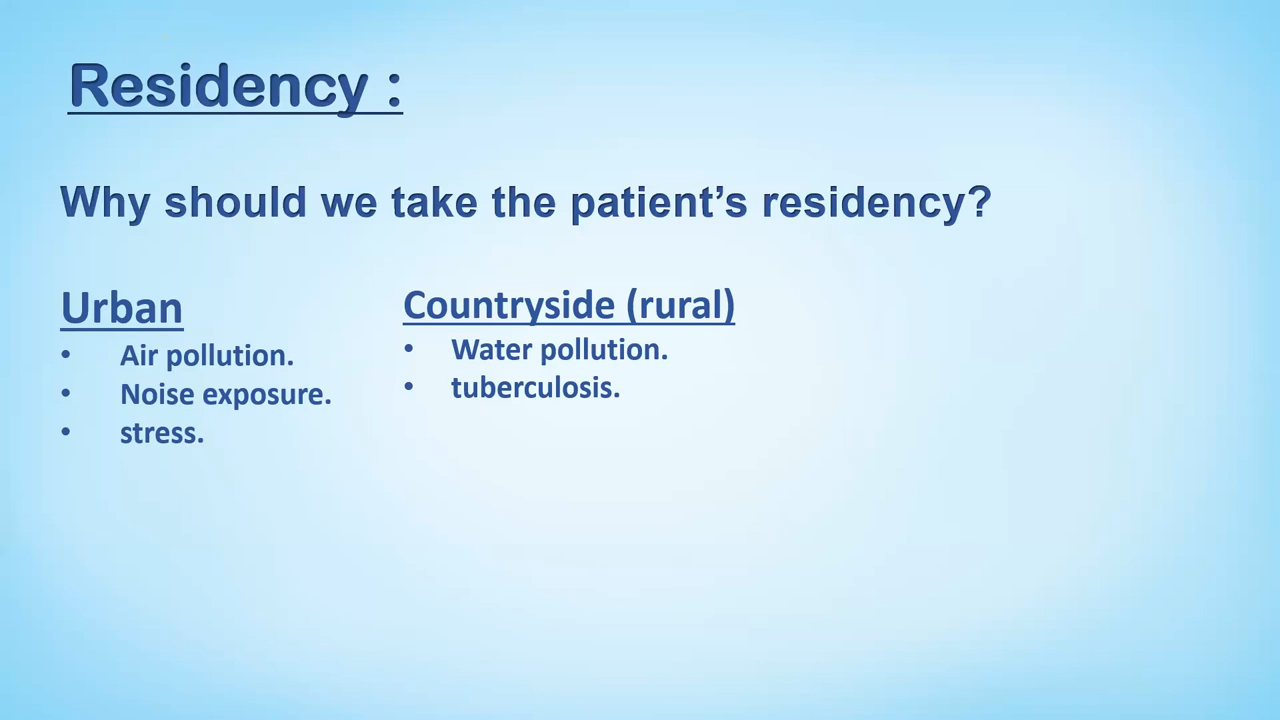 Residency :
Why should we take the patient’s residency?
Urban
• Air pollution.
• Noise exposure.
• stress.
Countryside (rural)
• Water pollution.
• tuberculosis.